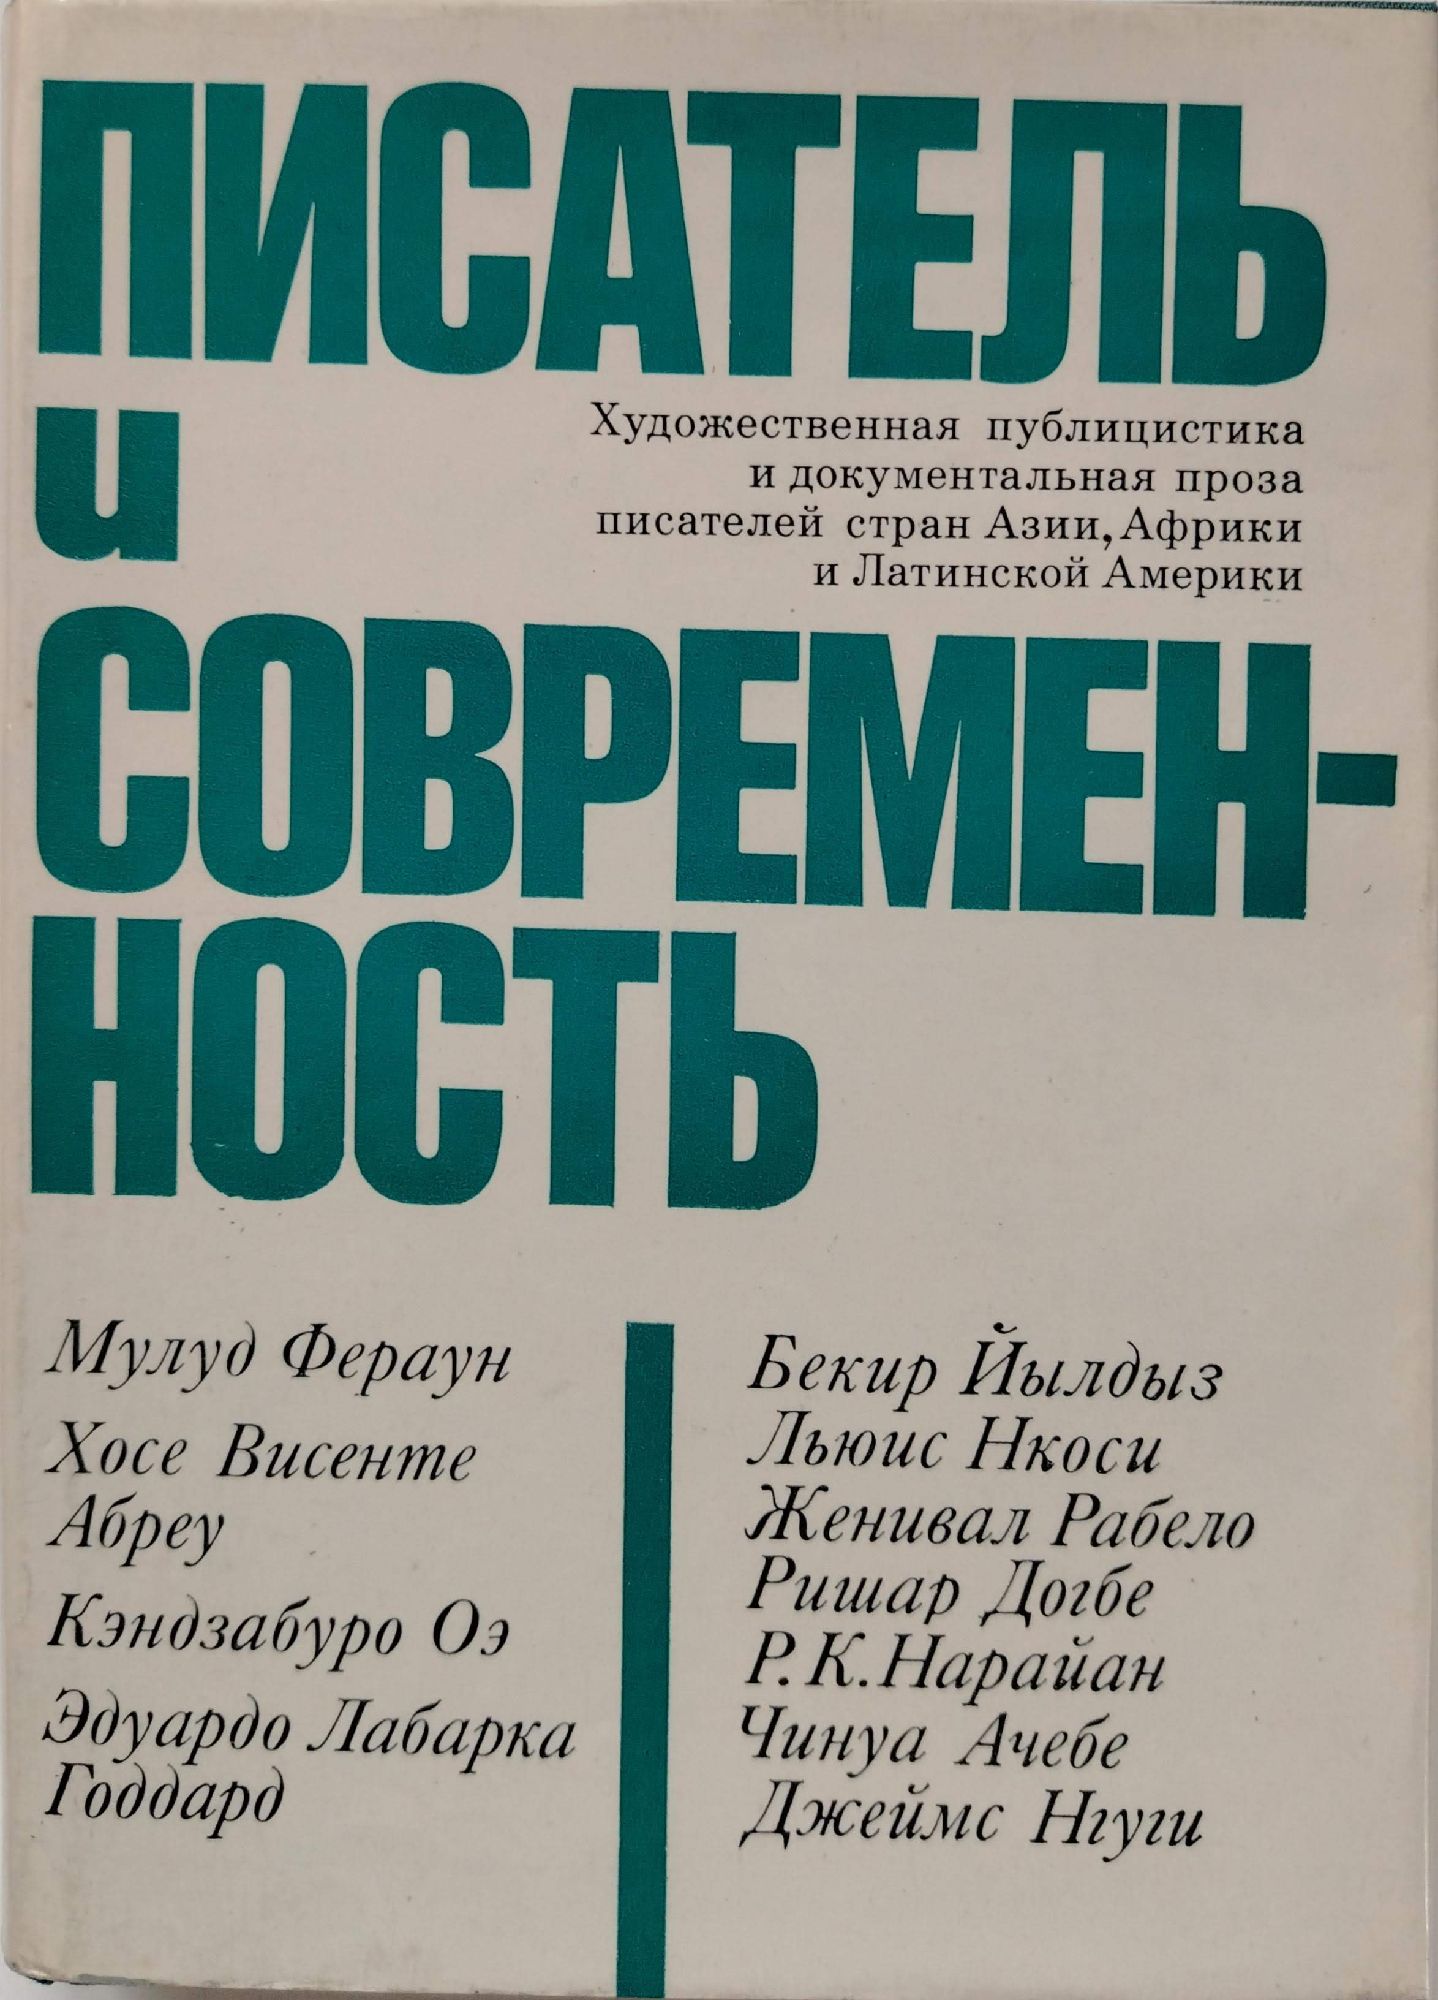 ПИСАТЕЛЬ
и
Художественная публицистика
и документальная проза
писателей стран Азии, Африки
и Латинской Америки
СОВРЕМЕН-
НОСТЬ
Мулуд Фераун
Хосе Висенте
Абреу
Кэндзабуро Оэ
Эдуардо Лабарка
Годдард
Бекир Йылдыз
Льюис Нкоси
Женивал Рабело
Ришар Догбе
Р. К. Нарайан
Чинуа Ачебе
Джеймс Нгуги